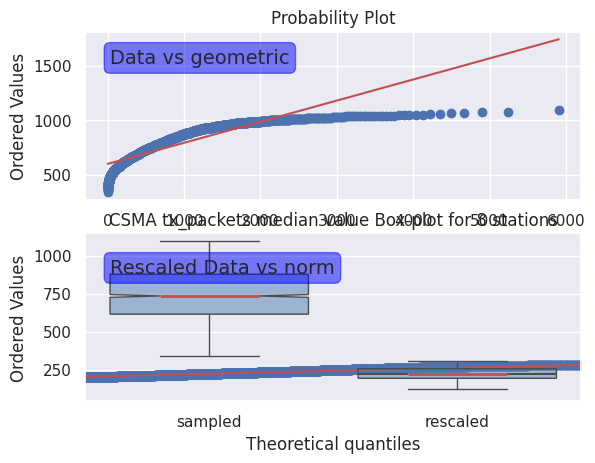 Probability Plot
Data vs geometric
Ordered Values
1500
1000
500
0 1000 2000 3000 4000 5000 6000
CSMA tx_packets median value Box-plot for 8 stations
Rescaled Data vs norm
Ordered Values
1000
750
500
250
sampled rescaled
Theoretical quantiles